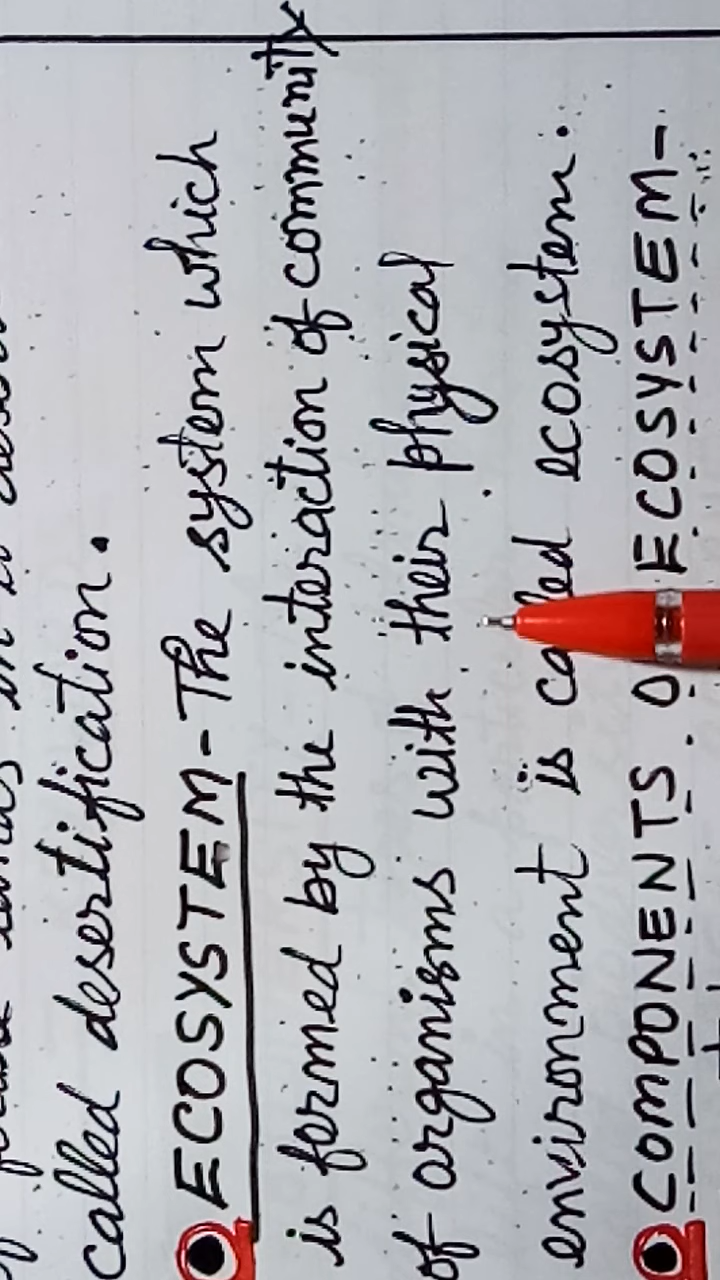 called desertification.
ECOSYSTEM - The system which
is formed by the interaction of community
of organisms with their physical
environment is called ecosystem.
COMPONENTS OF ECOSYSTEM-